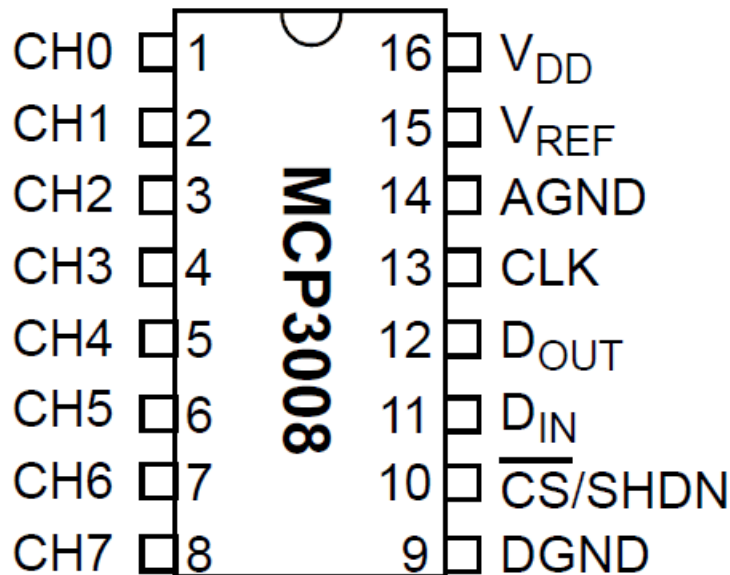 CH0 1 16 VDD
CH1 2 15 VREF
CH2 3 14 AGND
CH3 4 13 CLK
CH4 5 12 DOUT
CH5 6 11 DIN
CH6 7 10 C̅S̅/SHDN
CH7 8 9 DGND
MCP3008